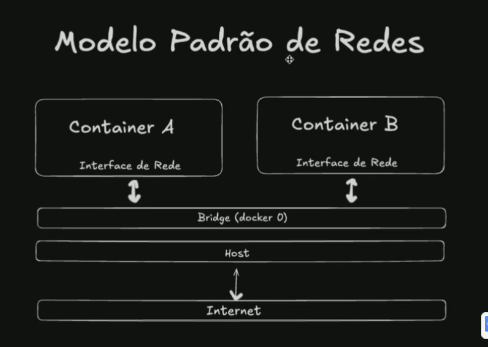 Modelo Padrão de Redes
Container A
Container B
Interface de Rede
Interface de Rede
Bridge (docker 0)
Host
Internet